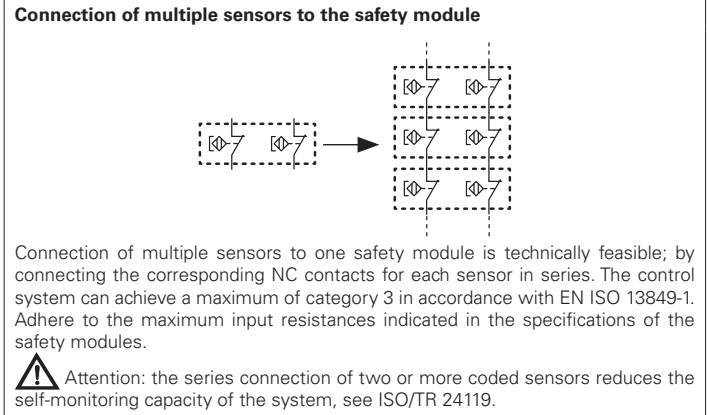 Connection of multiple sensors to the safety module
Connection of multiple sensors to one safety module is technically feasible; by
connecting the corresponding NC contacts for each sensor in series. The control
system can achieve a maximum of category 3 in accordance with EN ISO 13849-1.
Adhere to the maximum input resistances indicated in the specifications of the
safety modules.
Attention: the series connection of two or more coded sensors reduces the
self-monitoring capacity of the system, see ISO/TR 24119.